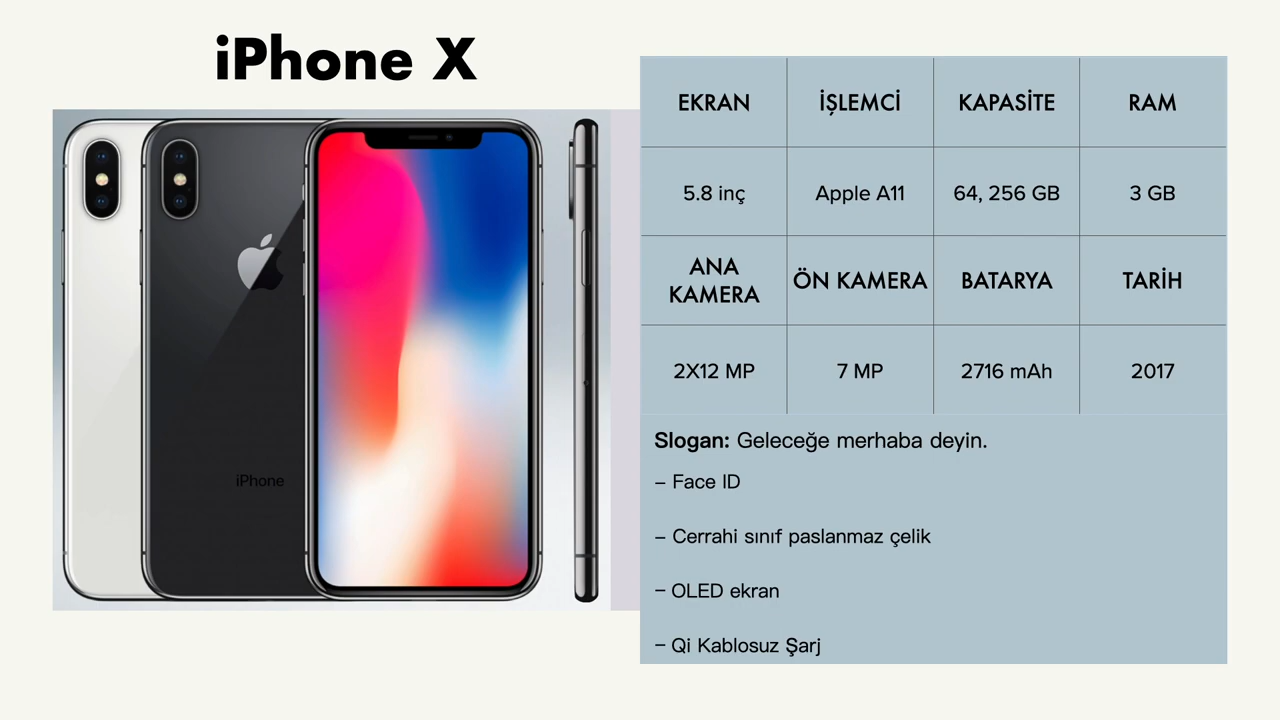 iPhone X
EKRAN İŞLEMCİ KAPASİTE RAM
5.8 inç Apple A11 64, 256 GB 3 GB
ANA KAMERA ÖN KAMERA BATARYA TARİH
2X12 MP 7 MP 2716 mAh 2017
Slogan: Geleceğe merhaba deyin.
– Face ID
– Cerrahi sınıf paslanmaz çelik
– OLED ekran
– Qi Kablosuz Şarj
iPhone